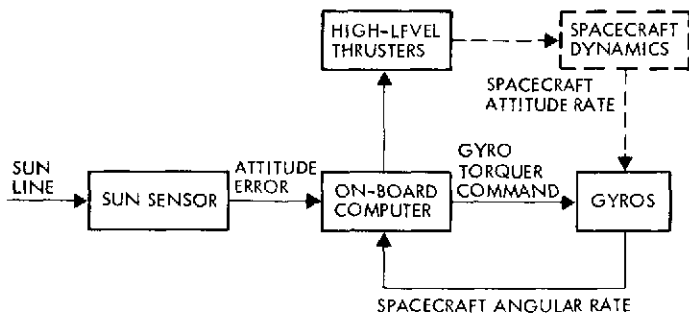 HIGH-LEVEL
THRUSTERS
SPACECRAFT
DYNAMICS
SPACECRAFT
ATTITUDE RATE
SUN
LINE
SUN SENSOR
ATTITUDE
ERROR
ON-BOARD
COMPUTER
GYRO
TORQUER
COMMAND
GYROS
SPACECRAFT ANGULAR RATE